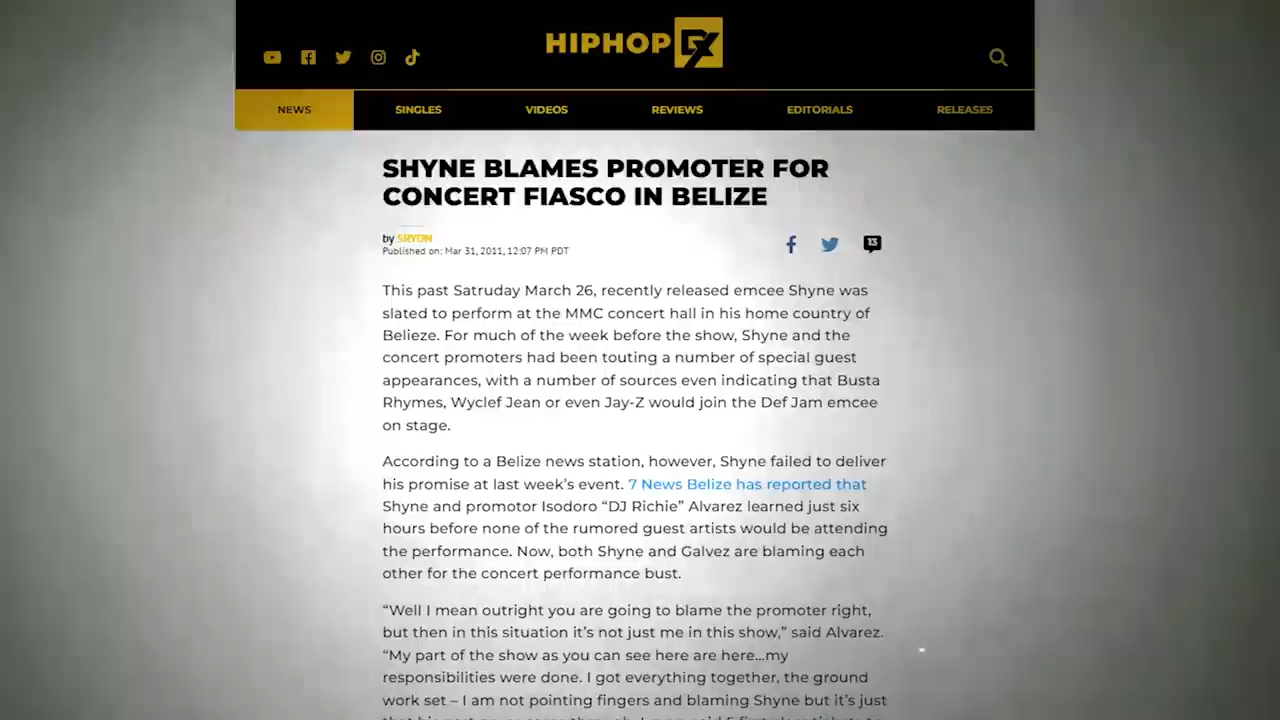 HIPHOP DX
NEWS SINGLES VIDEOS REVIEWS EDITORIALS RELEASES
SHYNE BLAMES PROMOTER FOR
CONCERT FIASCO IN BELIZE
by
13
Published on: Mar 31, 2011, 12:07 PM PDT
This past Satruday March 26, recently released emcee Shyne was
slated to perform at the MMC concert hall in his home country of
Belieze. For much of the week before the show, Shyne and the
concert promoters had been touting a number of special guest
appearances, with a number of sources even indicating that Busta
Rhymes, Wyclef Jean or even Jay-Z would join the Def Jam emcee
on stage.
According to a Belize news station, however, Shyne failed to deliver
his promise at last week’s event. 7 News Belize has reported that
Shyne and promotor Isodoro “DJ Richie” Alvarez learned just six
hours before none of the rumored guest artists would be attending
the performance. Now, both Shyne and Galvez are blaming each
other for the concert performance bust.
“Well I mean outright you are going to blame the promoter right,
but then in this situation it’s not just me in this show,” said Alvarez.
“My part of the show as you can see here are here…my
responsibilities were done. I got everything together, the ground
work set – I am not pointing fingers and blaming Shyne but it’s just